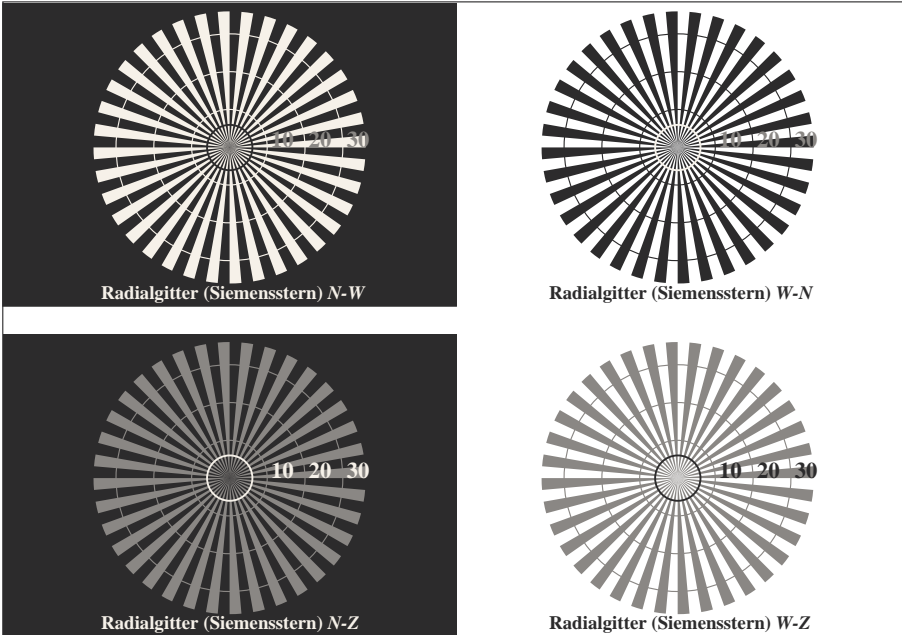 10 20 30
Radialgitter (Siemensstern) N-W
10 20 30
Radialgitter (Siemensstern) W-N
10 20 30
Radialgitter (Siemensstern) N-Z
10 20 30
Radialgitter (Siemensstern) W-Z